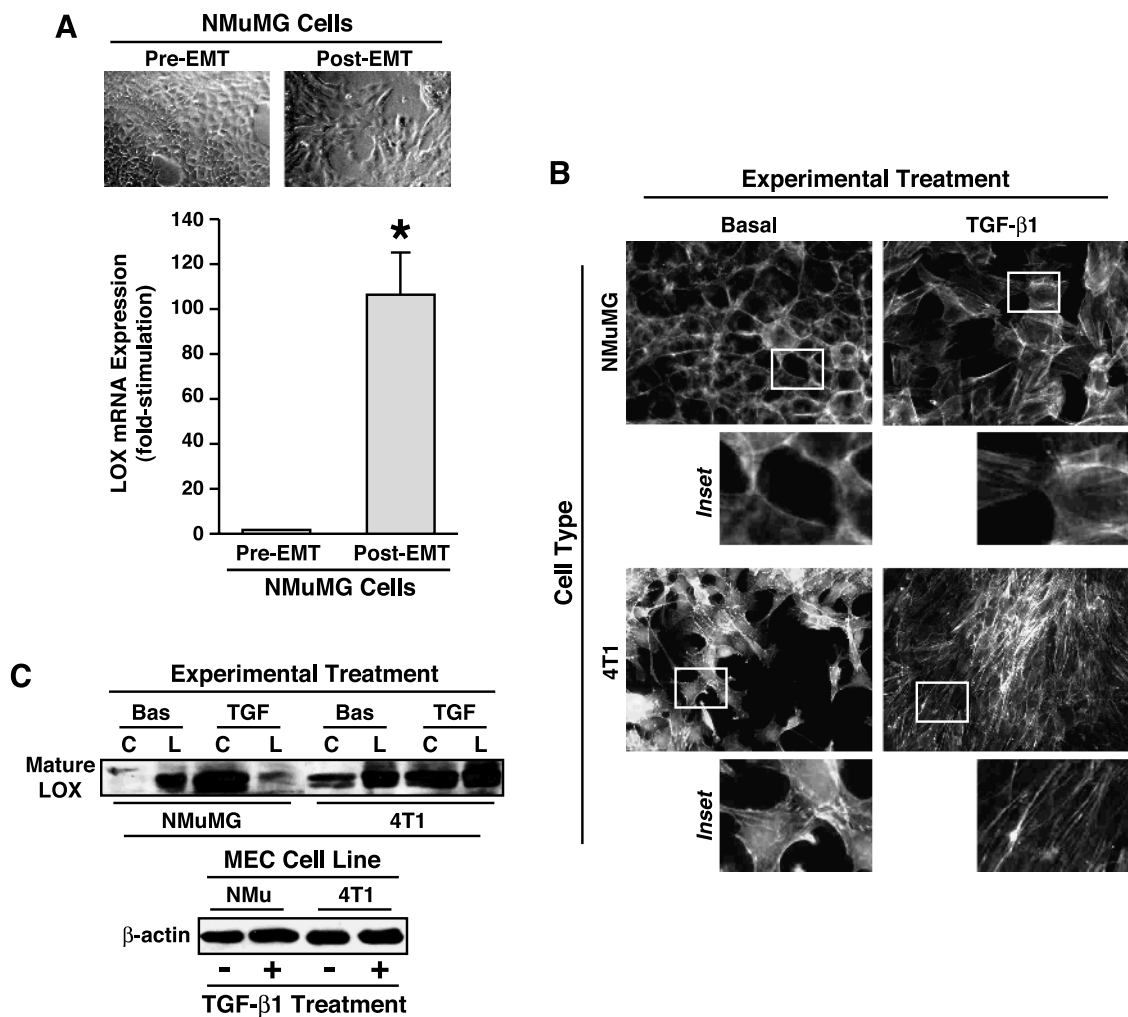 A
NMuMG Cells
Pre-EMT Post-EMT
LOX mRNA Expression
(fold-stimulation)
140
120
100
80
60
40
20
0
*
Pre-EMT Post-EMT
NMuMG Cells
B
Experimental Treatment
Basal TGF-β1
Cell Type
NMuMG
Inset
4T1
Inset
C
Experimental Treatment
Bas TGF Bas TGF
C L C L C L C L
Mature
LOX
NMuMG 4T1
MEC Cell Line
NMu 4T1
β-actin
- + - +
TGF-β1 Treatment